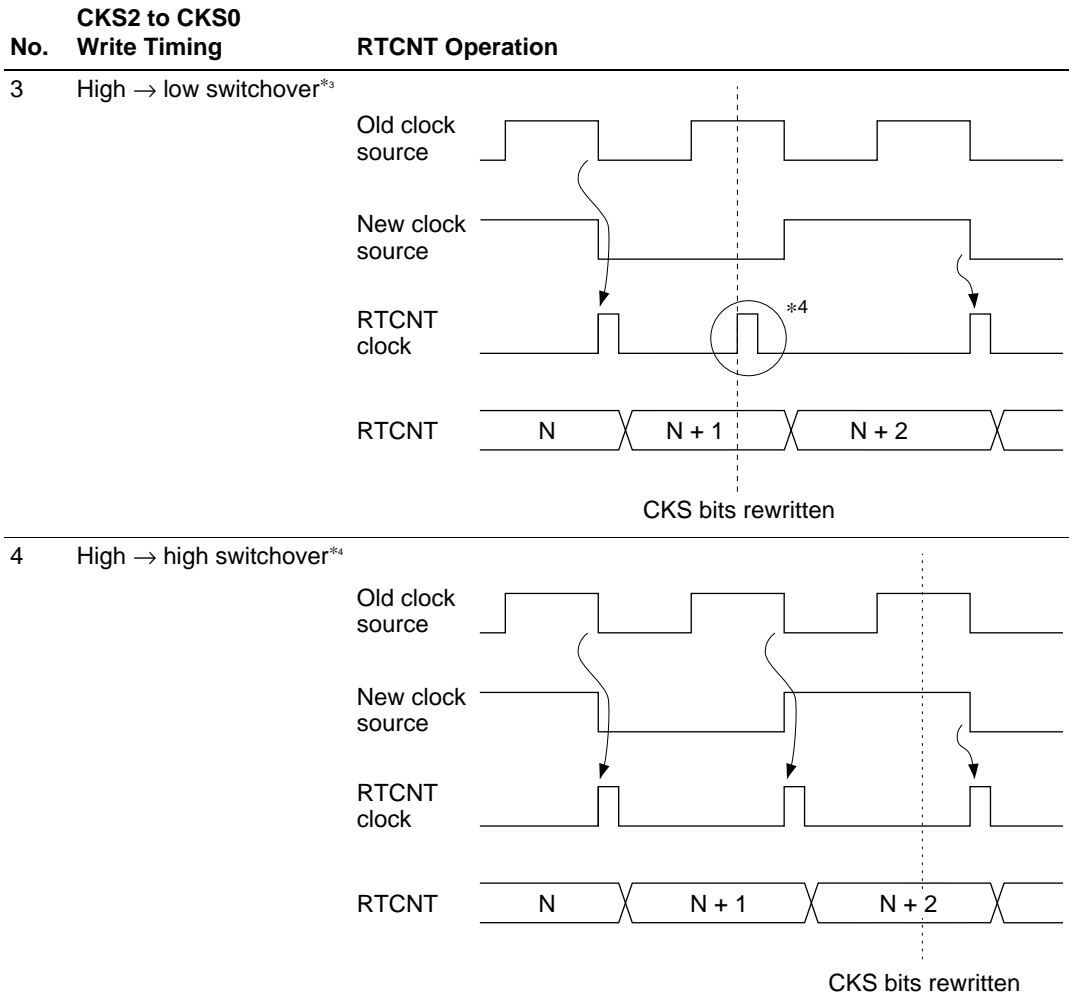 CKS2 to CKS0
No. Write Timing RTCNT Operation
3 High → low switchover*3
Old clock
source
New clock
source
RTCNT
clock
*4
RTCNT N N + 1 N + 2
CKS bits rewritten
4 High → high switchover*4
Old clock
source
New clock
source
RTCNT
clock
RTCNT N N + 1 N + 2
CKS bits rewritten